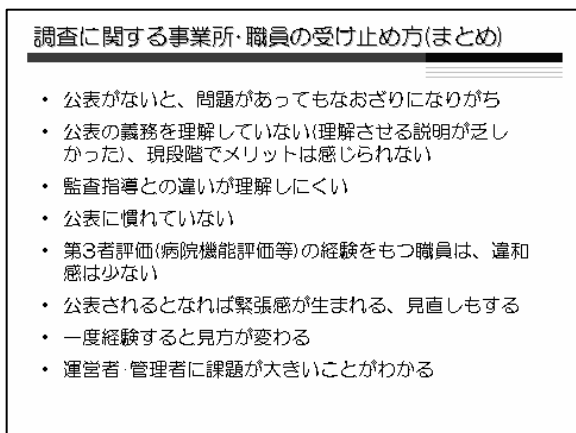 調査に関する事業所･職員の受け止め方(まとめ)
• 公表がないと、問題があってもなおざりになりがち
• 公表の義務を理解していない(理解させる説明が乏し
かった)、現段階でメリットは感じられない
• 監査指導との違いが理解しにくい
• 公表に慣れていない
• 第3者評価(病院機能評価等)の経験をもつ職員は、違和
感は少ない
• 公表されるとなれば緊張感が生まれる、見直しもする
• 一度経験すると見方が変わる
• 運営者･管理者に課題が大きいことがわかる